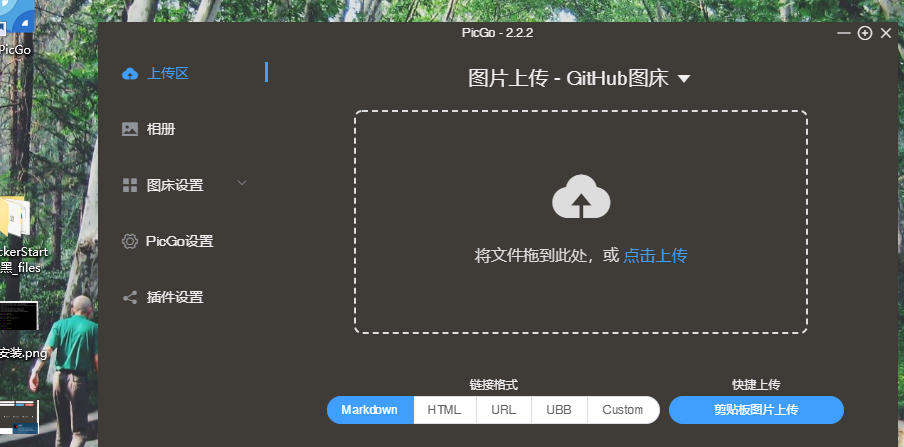 PicGo
PicGo - 2.2.2
上传区
图片上传 - GitHub图床
相册
图床设置
PicGo设置
将文件拖到此处，或 点击上传
ckerStart
黑_files
插件设置
安装.png
链接格式
快捷上传
Markdown
HTML
URL
UBB
Custom
剪贴板图片上传